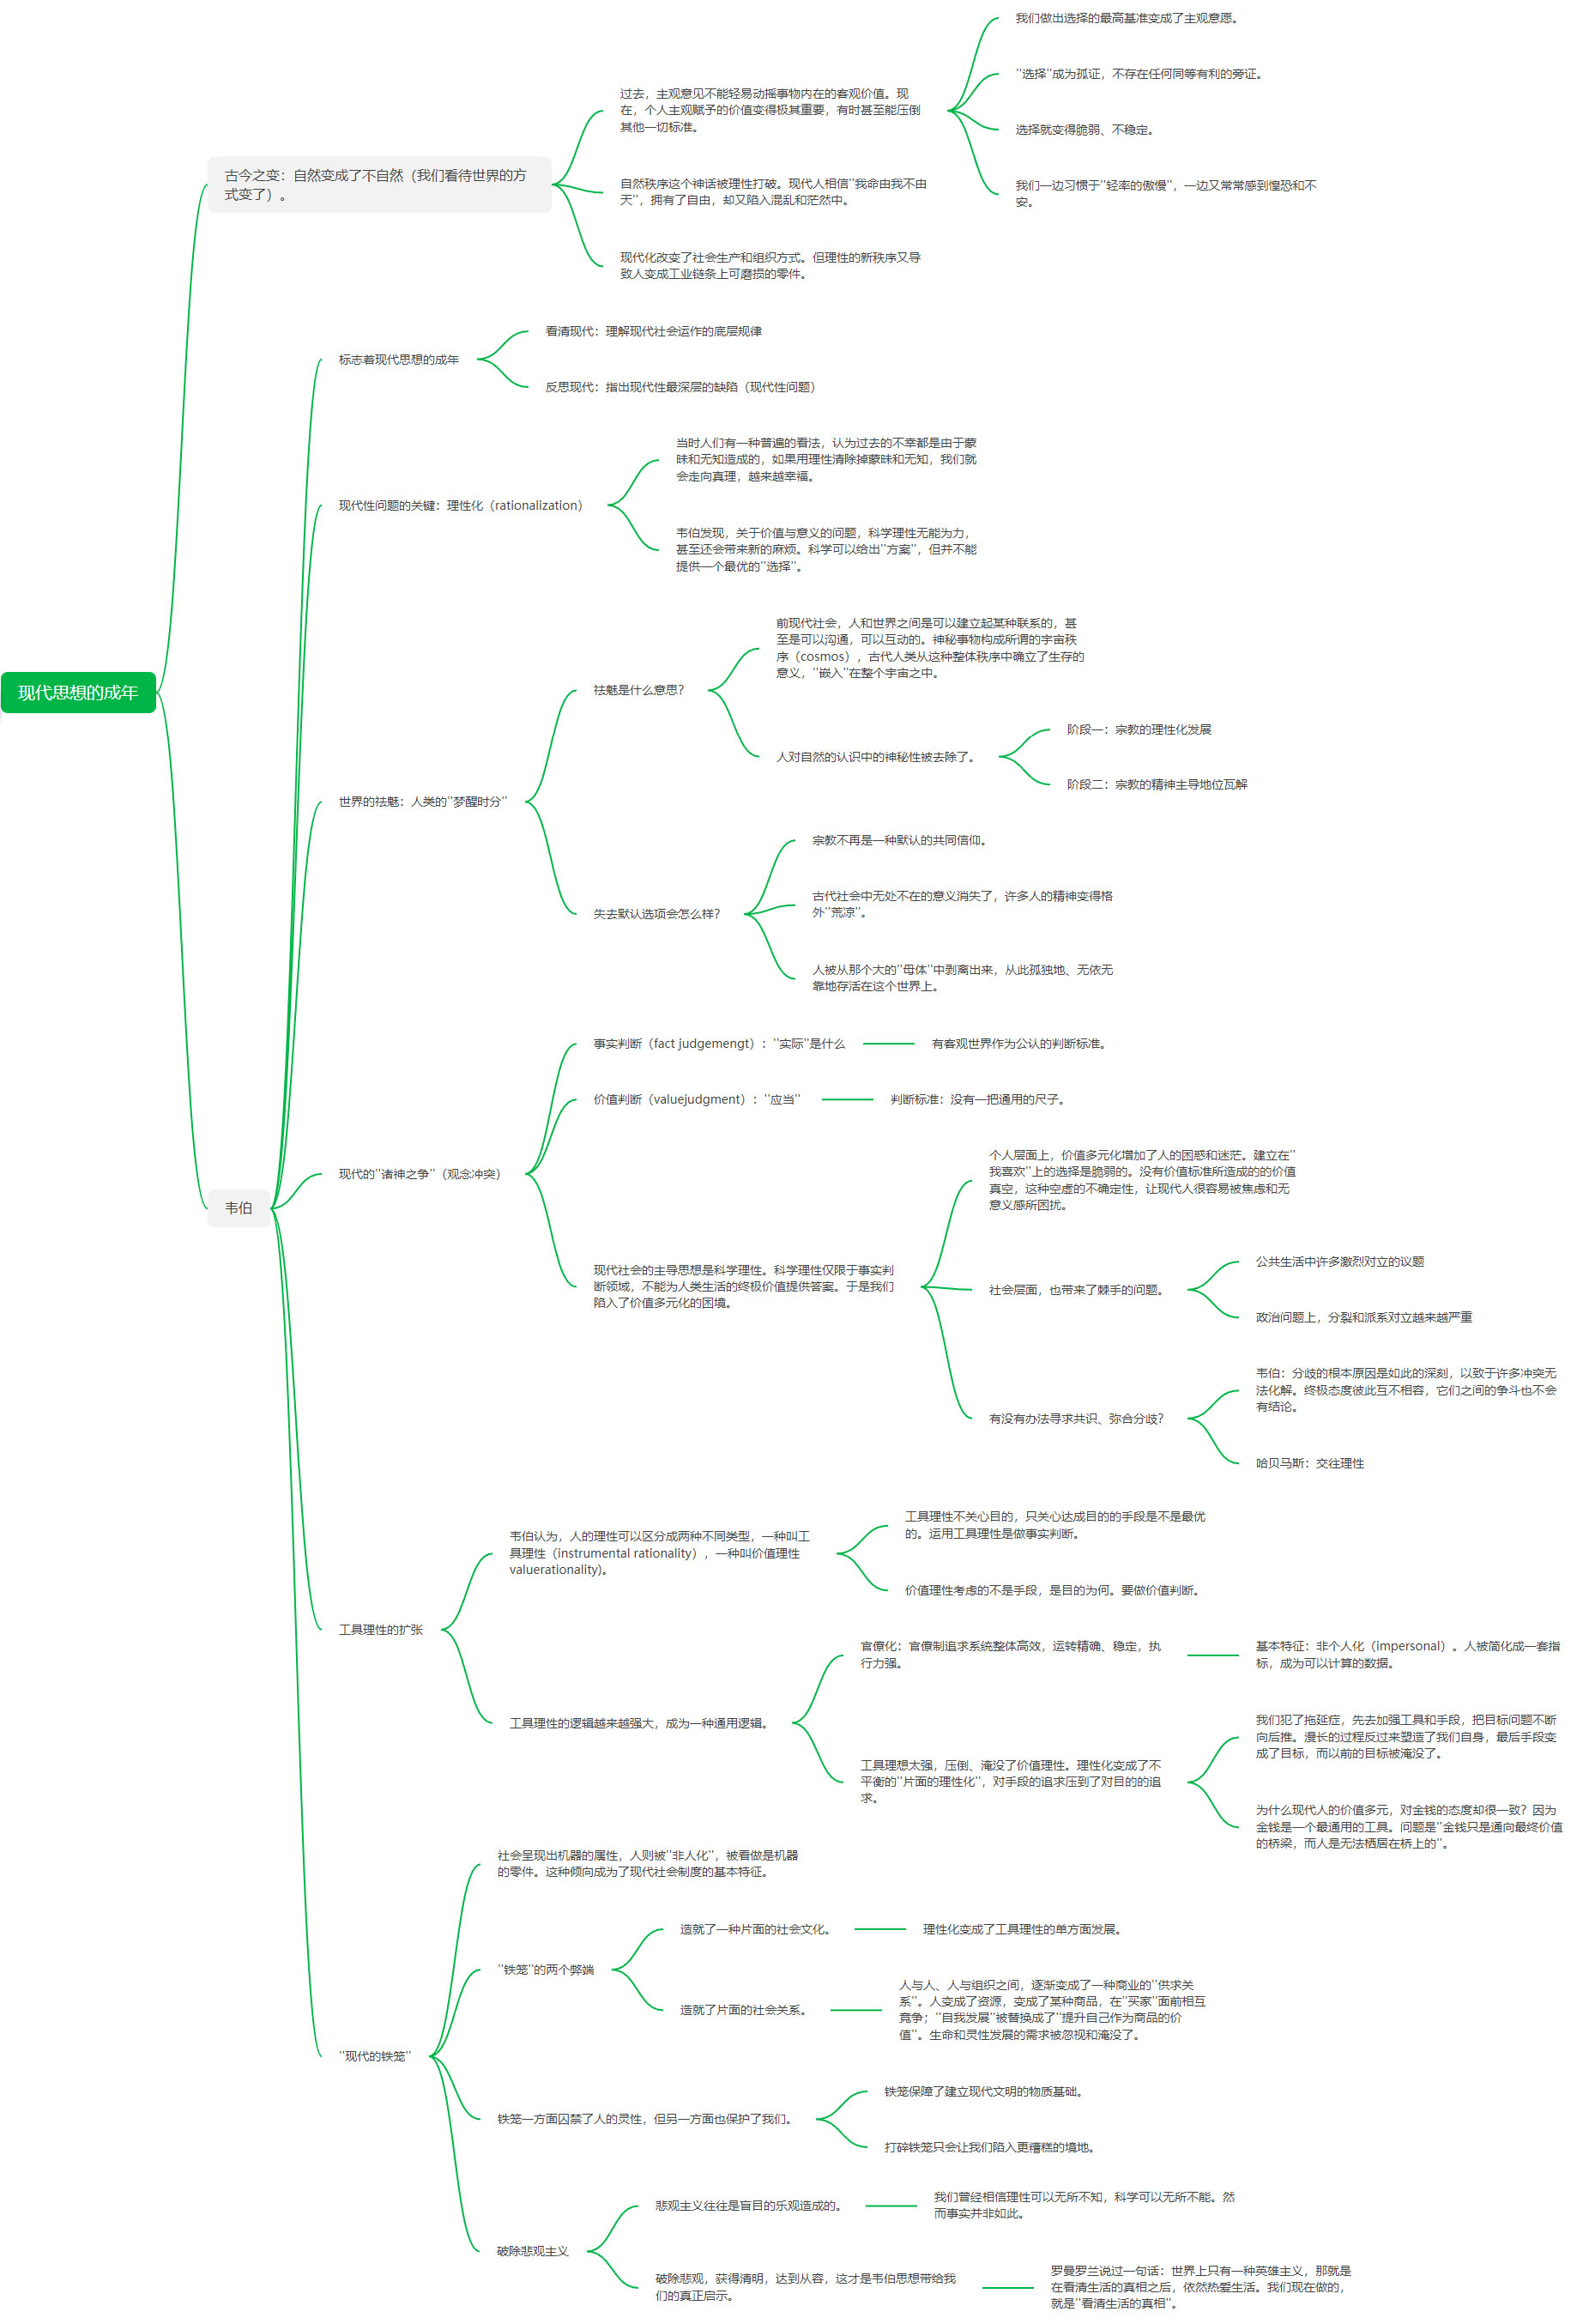 现代思想的成年
古今之变：自然变成了不自然（我们看待世界的方
式变了）。
过去，主观意见不能轻易动摇事物内在的客观价值。现
在，个人主观赋予的价值变得极其重要，有时甚至能压倒
其他一切标准。
我们做出选择的最高基准变成了主观意愿。
"选择"成为孤证，不存在任何同等有利的旁证。
选择就变得脆弱、不稳定。
我们一边习惯于"轻率的傲慢"，一边又常常感到惶恐和不
安。
自然秩序这个神话被理性打破。现代人相信"我命由我不由
天"，拥有了自由，却又陷入混乱和茫然中。
现代化改变了社会生产和组织方式。但理性的新秩序又导
致人变成工业链条上可磨损的零件。
韦伯
标志着现代思想的成年
看清现代：理解现代社会运作的底层规律
反思现代：指出现代性最深层的缺陷（现代性问题）
现代性问题的关键：理性化（rationalization）
当时人们有一种普遍的看法，认为过去的不幸都是由于蒙
昧和无知造成的，如果用理性清除掉蒙昧和无知，我们就
会走向真理，越来越幸福。
韦伯发现，关于价值与意义的问题，科学理性无能为力，
甚至还会带来新的麻烦。科学可以给出"方案"，但并不能
提供一个最优的"选择"。
世界的祛魅：人类的"梦醒时分"
祛魅是什么意思？
前现代社会，人和世界之间是可以建立起某种联系的，甚
至是可以沟通，可以互动的。神秘事物构成所谓的宇宙秩
序（cosmos），古代人类从这种整体秩序中确立了生存的
意义，"嵌入"在整个宇宙之中。
人对自然的认识中的神秘性被去除了。
阶段一：宗教的理性化发展
阶段二：宗教的精神主导地位瓦解
失去默认选项会怎么样？
宗教不再是一种默认的共同信仰。
古代社会中无处不在的意义消失了，许多人的精神变得格
外"荒凉"。
人被从那个大的"母体"中剥离出来，从此孤独地、无依无
靠地存活在这个世界上。
现代的"诸神之争"（观念冲突）
事实判断（fact judgemengt）："实际"是什么
有客观世界作为公认的判断标准。
价值判断（valuejudgment）："应当"
判断标准：没有一把通用的尺子。
现代社会的主导思想是科学理性。科学理性仅限于事实判
断领域，不能为人类生活的终极价值提供答案。于是我们
陷入了价值多元化的困境。
个人层面上，价值多元化增加了人的困惑和迷茫。建立在"
我喜欢"上的选择是脆弱的。没有价值标准所造成的的价值
真空，这种空虚的不确定性，让现代人很容易被焦虑和无
意义感所困扰。
社会层面，也带来了棘手的问题。
公共生活中许多激烈对立的议题
政治问题上，分裂和派系对立越来越严重
有没有办法寻求共识、弥合分歧？
韦伯：分歧的根本原因是如此的深刻，以致于许多冲突无
法化解。终极态度彼此互不相容，它们之间的争斗也不会
有结论。
哈贝马斯：交往理性
工具理性的扩张
韦伯认为，人的理性可以区分成两种不同类型，一种叫工
具理性（instrumental rationality），一种叫价值理性
valuerationality)。
工具理性不关心目的，只关心达成目的的手段是不是最优
的。运用工具理性是做事实判断。
价值理性考虑的不是手段，是目的为何。要做价值判断。
工具理性的逻辑越来越强大，成为一种通用逻辑。
官僚化：官僚制追求系统整体高效，运转精确、稳定，执
行力强。
基本特征：非个人化（impersonal）。人被简化成一套指
标，成为可以计算的数据。
工具理想太强，压倒、淹没了价值理性。理性化变成了不
平衡的"片面的理性化"，对手段的追求压到了对目的的追
求。
我们犯了拖延症，先去加强工具和手段，把目标问题不断
向后推。漫长的过程反过来塑造了我们自身，最后手段变
成了目标，而以前的目标被淹没了。
为什么现代人的价值多元，对金钱的态度却很一致？因为
金钱是一个最通用的工具。问题是"金钱只是通向最终价值
的桥梁，而人是无法栖居在桥上的"。
"现代的铁笼"
社会呈现出机器的属性，人则被"非人化"，被看做是机器
的零件。这种倾向成为了现代社会制度的基本特征。
"铁笼"的两个弊端
造就了一种片面的社会文化。
理性化变成了工具理性的单方面发展。
造就了片面的社会关系。
人与人、人与组织之间，逐渐变成了一种商业的"供求关
系"。人变成了资源，变成了某种商品，在"买家"面前相互
竞争；"自我发展"被替换成了"提升自己作为商品的价
值"。生命和灵性发展的需求被忽视和淹没了。
铁笼一方面囚禁了人的灵性，但另一方面也保护了我们。
铁笼保障了建立现代文明的物质基础。
打碎铁笼只会让我们陷入更糟糕的境地。
破除悲观主义
悲观主义往往是盲目的乐观造成的。
我们曾经相信理性可以无所不知，科学可以无所不能。然
而事实并非如此。
破除悲观，获得清明，达到从容，这才是韦伯思想带给我
们的真正启示。
罗曼罗兰说过一句话：世界上只有一种英雄主义，那就是
在看清生活的真相之后，依然热爱生活。我们现在做的，
就是"看清生活的真相"。